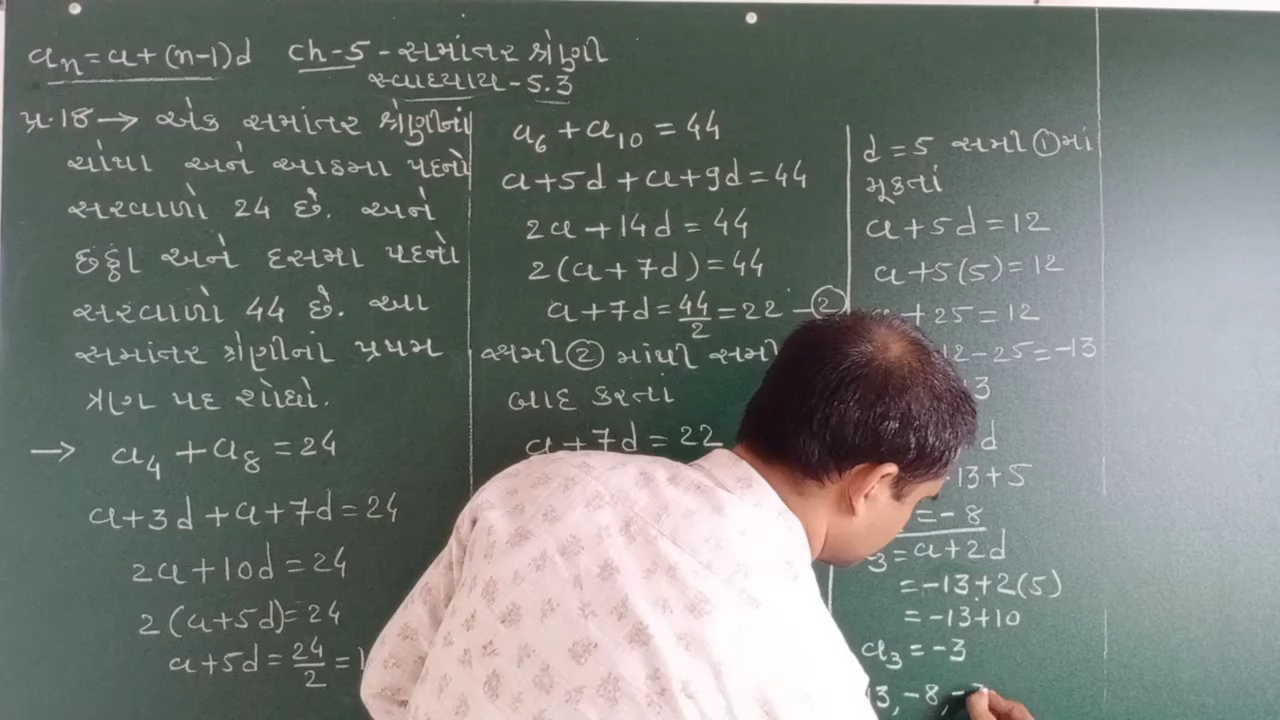 an = a + (n-1)d ch-5 - સમાંતર શ્રેણી
સ્વાધ્યાય - 5.3
પ્ર.18 → એક સમાંતર શ્રેણીનાં
ચોથા અને આઠમા પદનો
સરવાળો 24 છે. અને
છઠ્ઠા અને દસમા પદનો
સરવાળો 44 છે. આ
સમાંતર શ્રેણીનાં પ્રથમ
ત્રણ પદ શોધો.
→ a₄ + a₈ = 24
a+3d + a+7d = 24
2a + 10d = 24
2(a+5d) = 24
a+5d = 24/2 =
a₆ + a₁₀ = 44
a+5d + a+9d = 44
2a + 14d = 44
2(a+7d) = 44
a+7d = 44/2 = 22 - ②
સમી ② માંથી સમી
બાદ કરતાં
a + 7d = 22
d = 5 સમી ① માં
મૂકતાં
a + 5d = 12
a + 5(5) = 12
+ 25 = 12
12 - 25 = -13
3
d
13 + 5
= -8
3 = a + 2d
= -13 + 2(5)
= -13 + 10
a₃ = -3
13, -8, -3